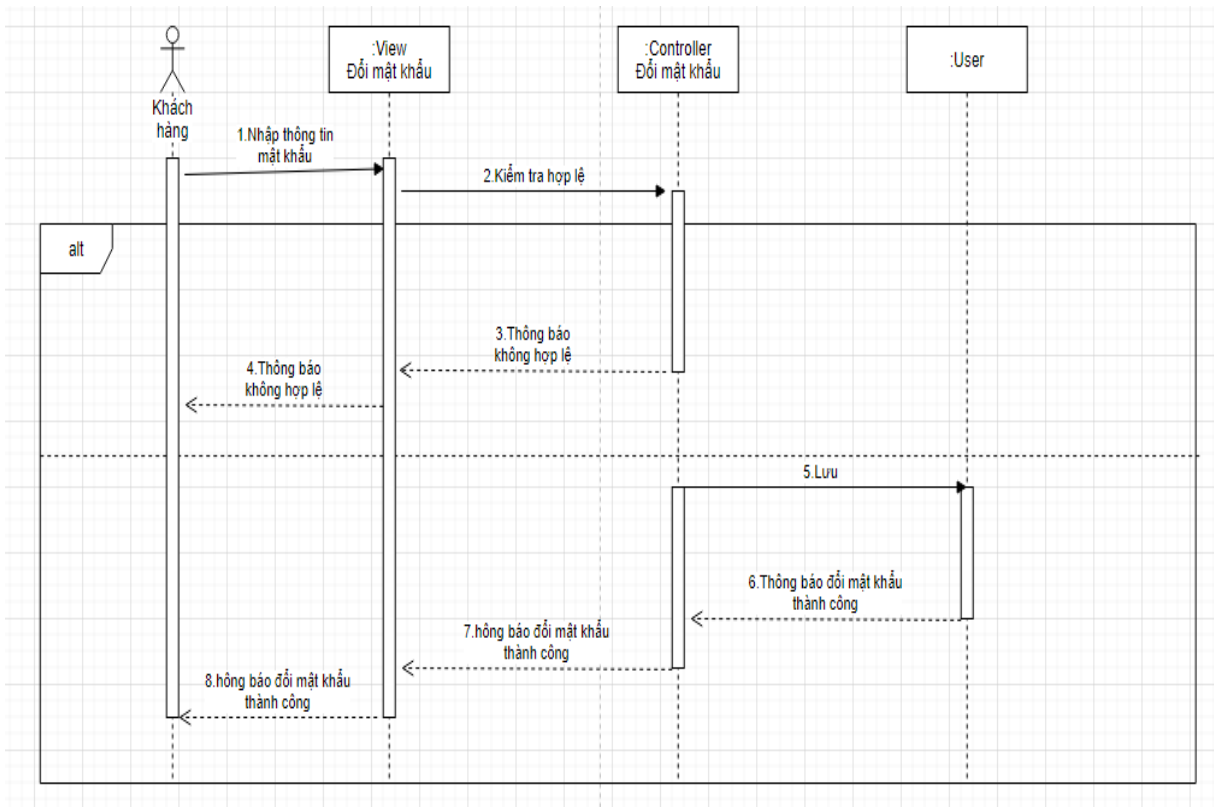 :View
Đổi mật khẩu
:Controller
Đổi mật khẩu
:User
Khách
hàng
1.Nhập thông tin
mật khẩu
2.Kiểm tra hợp lệ
alt
3.Thông báo
không hợp lệ
4.Thông báo
không hợp lệ
5.Lưu
6.Thông báo đổi mật khẩu
thành công
7.hông báo đổi mật khẩu
thành công
8.hông báo đổi mật khẩu
thành công